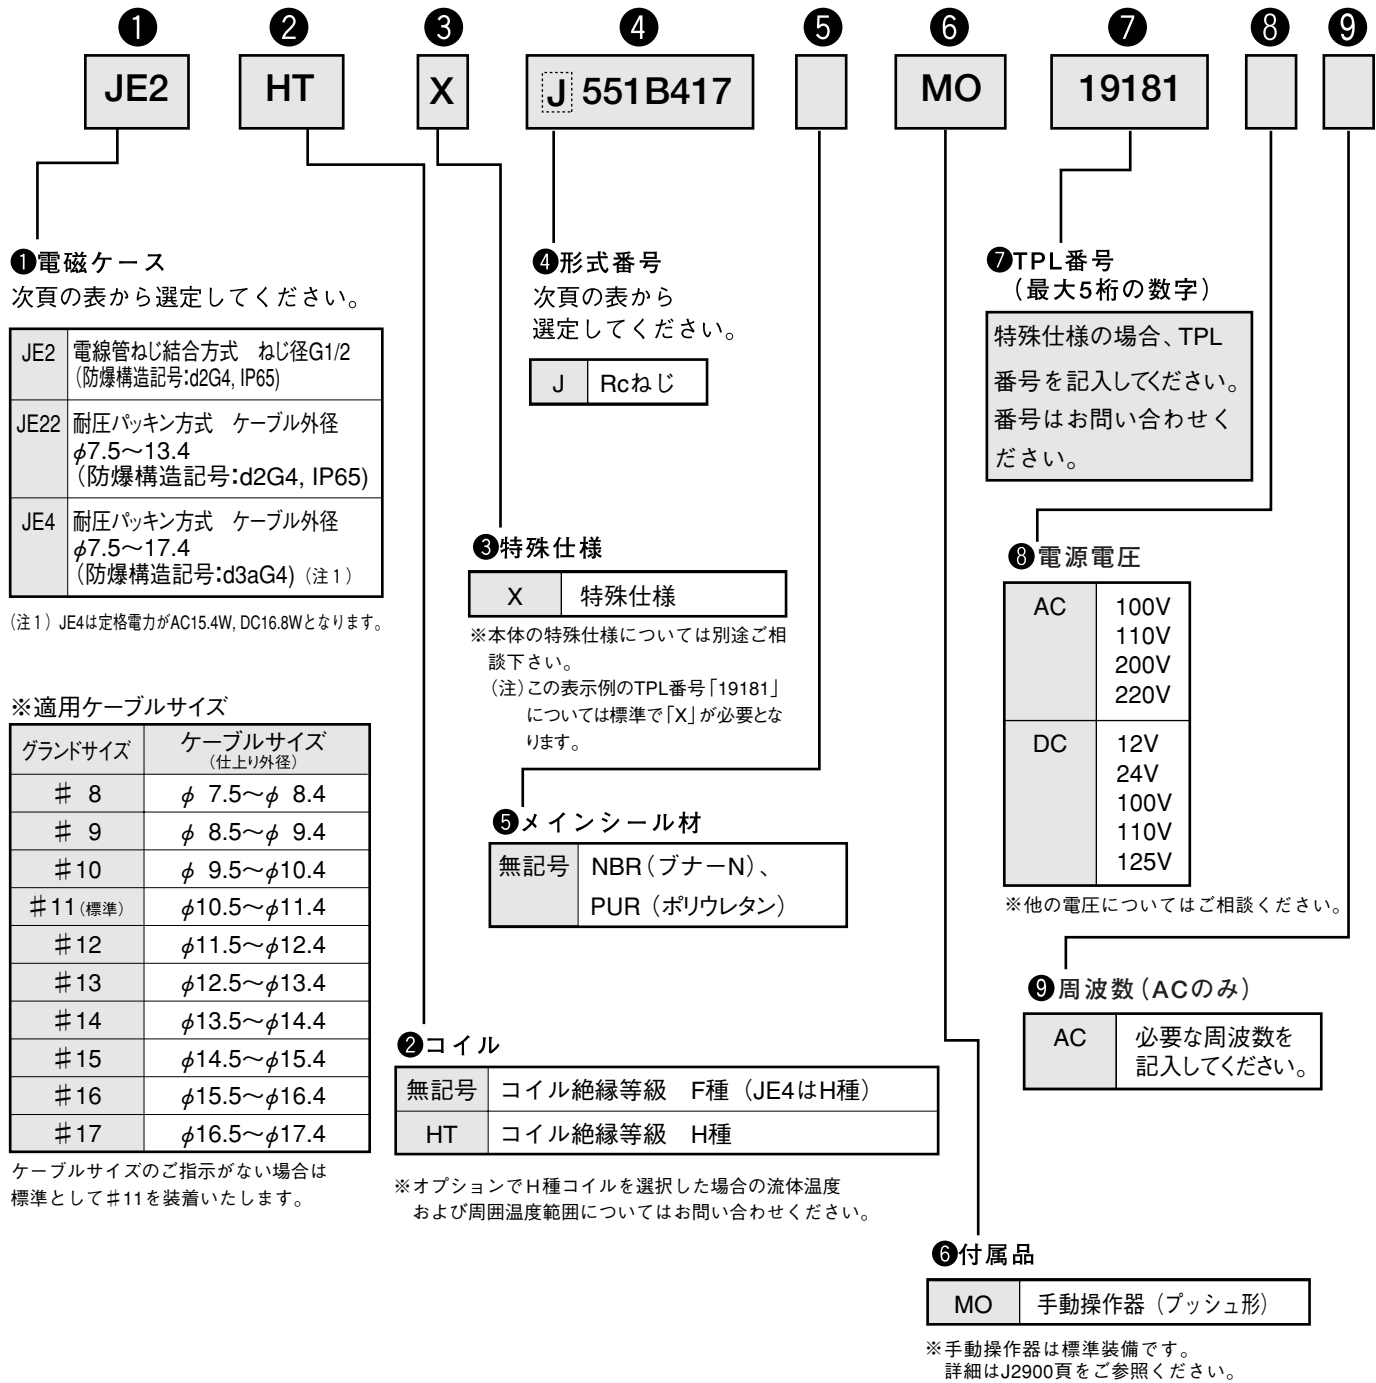 ❶ ❷ ❸ ❹ ❺ ❻ ❼ ❽ ❾
JE2 HT X J 551B417 MO 19181
❶電磁ケース
次頁の表から選定してください。
JE2 電線管ねじ結合方式 ねじ径G1/2
(防爆構造記号:d2G4, IP65)
JE22 耐圧パッキン方式 ケーブル外径
φ7.5〜13.4
(防爆構造記号:d2G4, IP65)
JE4 耐圧パッキン方式 ケーブル外径
φ7.5〜17.4
(防爆構造記号:d3aG4)(注1)
(注1) JE4は定格電力がAC15.4W, DC16.8Wとなります。
※適用ケーブルサイズ
グランドサイズ ケーブルサイズ
(仕上り外径)
♯ 8 φ 7.5〜φ 8.4
♯ 9 φ 8.5〜φ 9.4
♯10 φ 9.5〜φ10.4
♯11(標準) φ10.5〜φ11.4
♯12 φ11.5〜φ12.4
♯13 φ12.5〜φ13.4
♯14 φ13.5〜φ14.4
♯15 φ14.5〜φ15.4
♯16 φ15.5〜φ16.4
♯17 φ16.5〜φ17.4
ケーブルサイズのご指示がない場合は
標準として♯11を装着いたします。
❹形式番号
次頁の表から
選定してください。
J Rcねじ
❸特殊仕様
X 特殊仕様
※本体の特殊仕様については別途ご相
談下さい。
(注)この表示例のTPL番号「19181」
については標準で「X」が必要とな
ります。
❺メインシール材
無記号 NBR(ブナーN)、
PUR(ポリウレタン)
❷コイル
無記号 コイル絶縁等級 F種(JE4はH種)
HT コイル絶縁等級 H種
※オプションでH種コイルを選択した場合の流体温度
および周囲温度範囲についてはお問い合わせください。
❼TPL番号
(最大5桁の数字)
特殊仕様の場合、TPL
番号を記入してください。
番号はお問い合わせく
ださい。
❽電源電圧
AC 100V
110V
200V
220V
DC 12V
24V
100V
110V
125V
※他の電圧についてはご相談ください。
❾周波数(ACのみ)
AC 必要な周波数を
記入してください。
❻付属品
MO 手動操作器(プッシュ形)
※手動操作器は標準装備です。
詳細はJ2900頁をご参照ください。